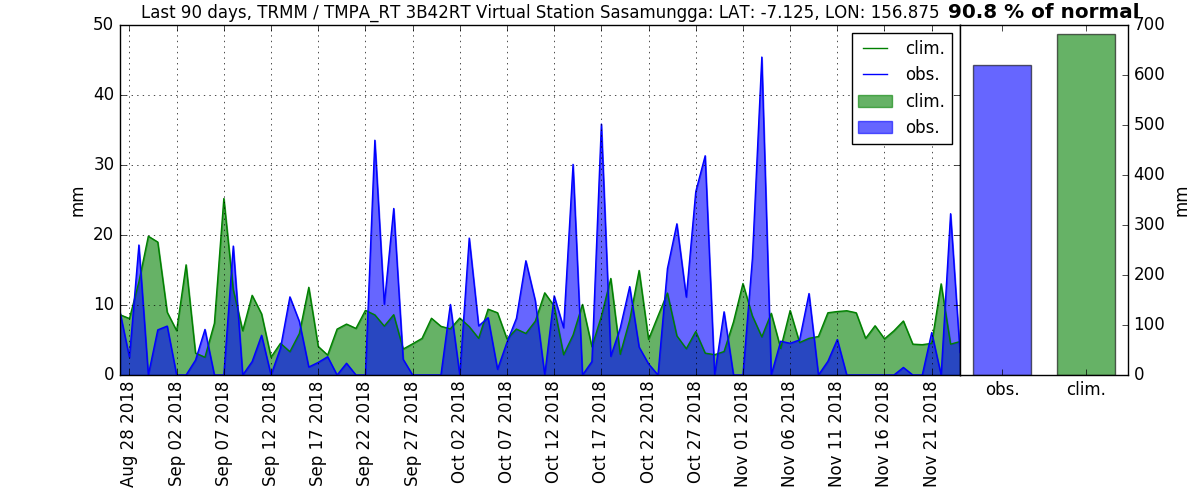 Last 90 days, TRMM / TMPA_RT 3B42RT Virtual Station Sasamungga: LAT: -7.125, LON: 156.875 90.8 % of normal
50
40
30
20
10
0
mm
clim.
obs.
clim.
obs.
700
600
500
400
300
200
100
0
mm
obs.
clim.
Aug 28 2018
Sep 02 2018
Sep 07 2018
Sep 12 2018
Sep 17 2018
Sep 22 2018
Sep 27 2018
Oct 02 2018
Oct 07 2018
Oct 12 2018
Oct 17 2018
Oct 22 2018
Oct 27 2018
Nov 01 2018
Nov 06 2018
Nov 11 2018
Nov 16 2018
Nov 21 2018